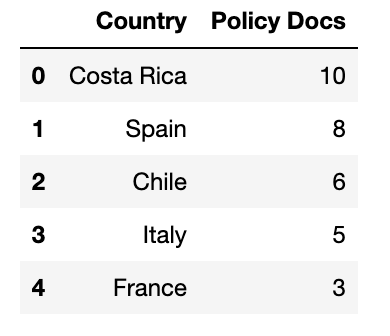 Country Policy Docs
0 Costa Rica 10
1 Spain 8
2 Chile 6
3 Italy 5
4 France 3